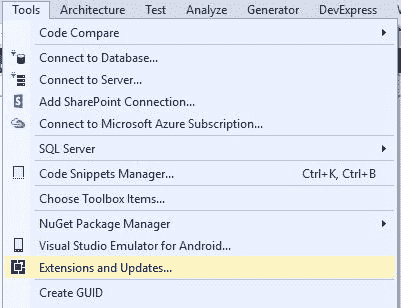 Tools Architecture Test Analyze Generator DevExpress
Code Compare
Connect to Database...
Connect to Server...
Add SharePoint Connection...
Connect to Microsoft Azure Subscription...
SQL Server
Code Snippets Manager... Ctrl+K, Ctrl+B
Choose Toolbox Items...
NuGet Package Manager
Visual Studio Emulator for Android...
Extensions and Updates...
Create GUID